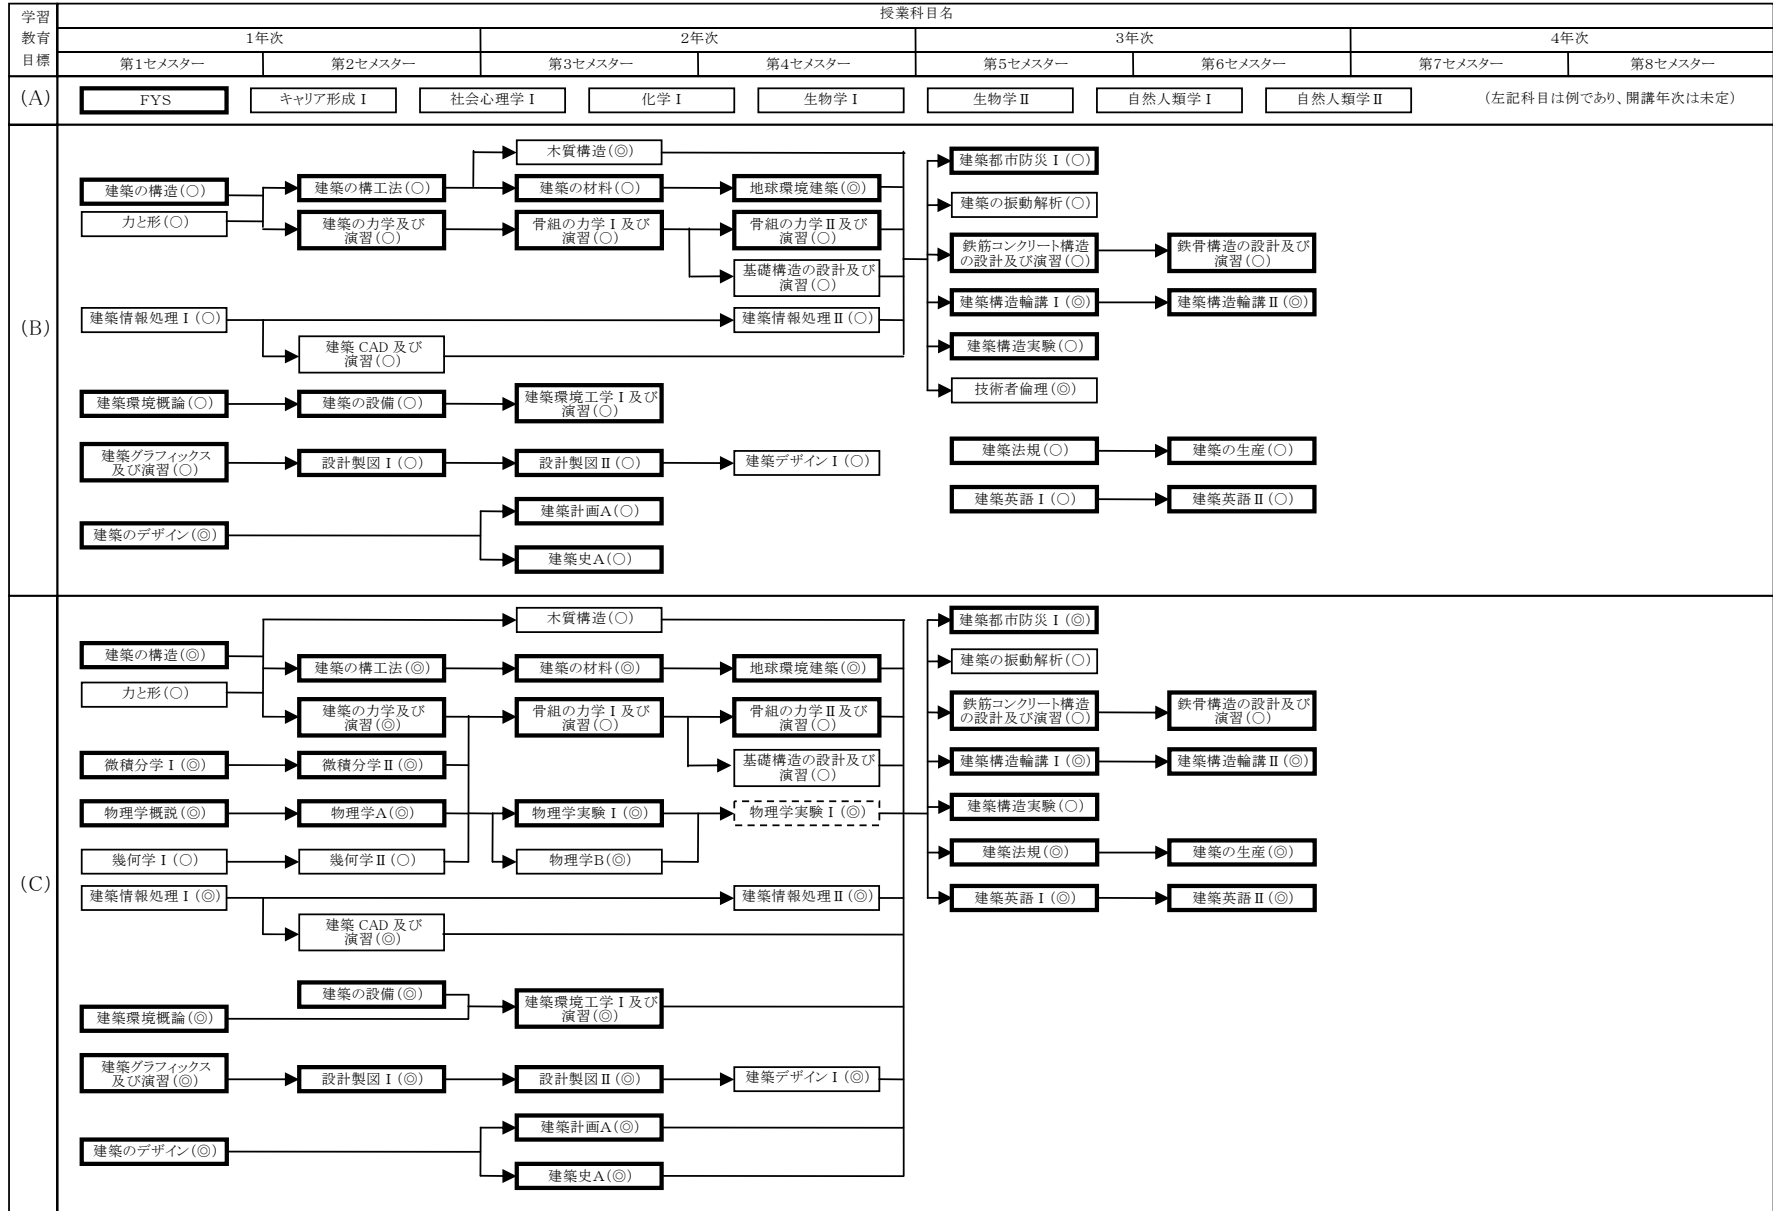 学習
教育
目標
授業科目名
1年次
2年次
3年次
4年次
第1セメスター
第2セメスター
第3セメスター
第4セメスター
第5セメスター
第6セメスター
第7セメスター
第8セメスター
(A)
FYS
キャリア形成Ⅰ
社会心理学Ⅰ
化学Ⅰ
生物学Ⅰ
生物学Ⅱ
自然人類学Ⅰ
自然人類学Ⅱ
(左記科目は例であり、開講年次は未定)
(B)
木質構造(◎)
建築都市防災Ⅰ(○)
建築の構造(○)
建築の構工法(○)
建築の材料(○)
地球環境建築(◎)
建築の振動解析(○)
力と形(○)
建築の力学及び
演習(○)
骨組の力学Ⅰ及び
演習(○)
骨組の力学Ⅱ及び
演習(○)
鉄筋コンクリート構造
の設計及び演習(○)
鉄骨構造の設計及び
演習(○)
基礎構造の設計及び
演習(○)
建築構造輪講Ⅰ(◎)
建築構造輪講Ⅱ(◎)
建築情報処理Ⅰ(○)
建築情報処理Ⅱ(○)
建築 CAD 及び
演習(○)
建築構造実験(○)
技術者倫理(◎)
建築環境概論(○)
建築の設備(○)
建築環境工学Ⅰ及び
演習(○)
建築グラフィックス
及び演習(○)
設計製図Ⅰ(○)
設計製図Ⅱ(○)
建築デザインⅠ(○)
建築法規(○)
建築の生産(○)
建築英語Ⅰ(○)
建築英語Ⅱ(○)
建築計画A(○)
建築のデザイン(◎)
建築史A(○)
(C)
木質構造(○)
建築都市防災Ⅰ(◎)
建築の構造(◎)
建築の構工法(◎)
建築の材料(◎)
地球環境建築(◎)
建築の振動解析(○)
力と形(○)
建築の力学及び
演習(◎)
骨組の力学Ⅰ及び
演習(○)
骨組の力学Ⅱ及び
演習(○)
鉄筋コンクリート構造
の設計及び演習(○)
鉄骨構造の設計及び
演習(○)
微積分学Ⅰ(◎)
微積分学Ⅱ(◎)
基礎構造の設計及び
演習(○)
建築構造輪講Ⅰ(◎)
建築構造輪講Ⅱ(◎)
物理学概説(◎)
物理学A(◎)
物理学実験Ⅰ(◎)
物理学実験Ⅰ(◎)
建築構造実験(○)
幾何学Ⅰ(○)
幾何学Ⅱ(○)
物理学B(◎)
建築法規(◎)
建築の生産(◎)
建築情報処理Ⅰ(◎)
建築情報処理Ⅱ(◎)
建築英語Ⅰ(◎)
建築英語Ⅱ(◎)
建築 CAD 及び
演習(◎)
建築の設備(◎)
建築環境工学Ⅰ及び
演習(◎)
建築環境概論(◎)
建築グラフィックス
及び演習(◎)
設計製図Ⅰ(◎)
設計製図Ⅱ(◎)
建築デザインⅠ(◎)
建築計画A(◎)
建築のデザイン(◎)
建築史A(◎)